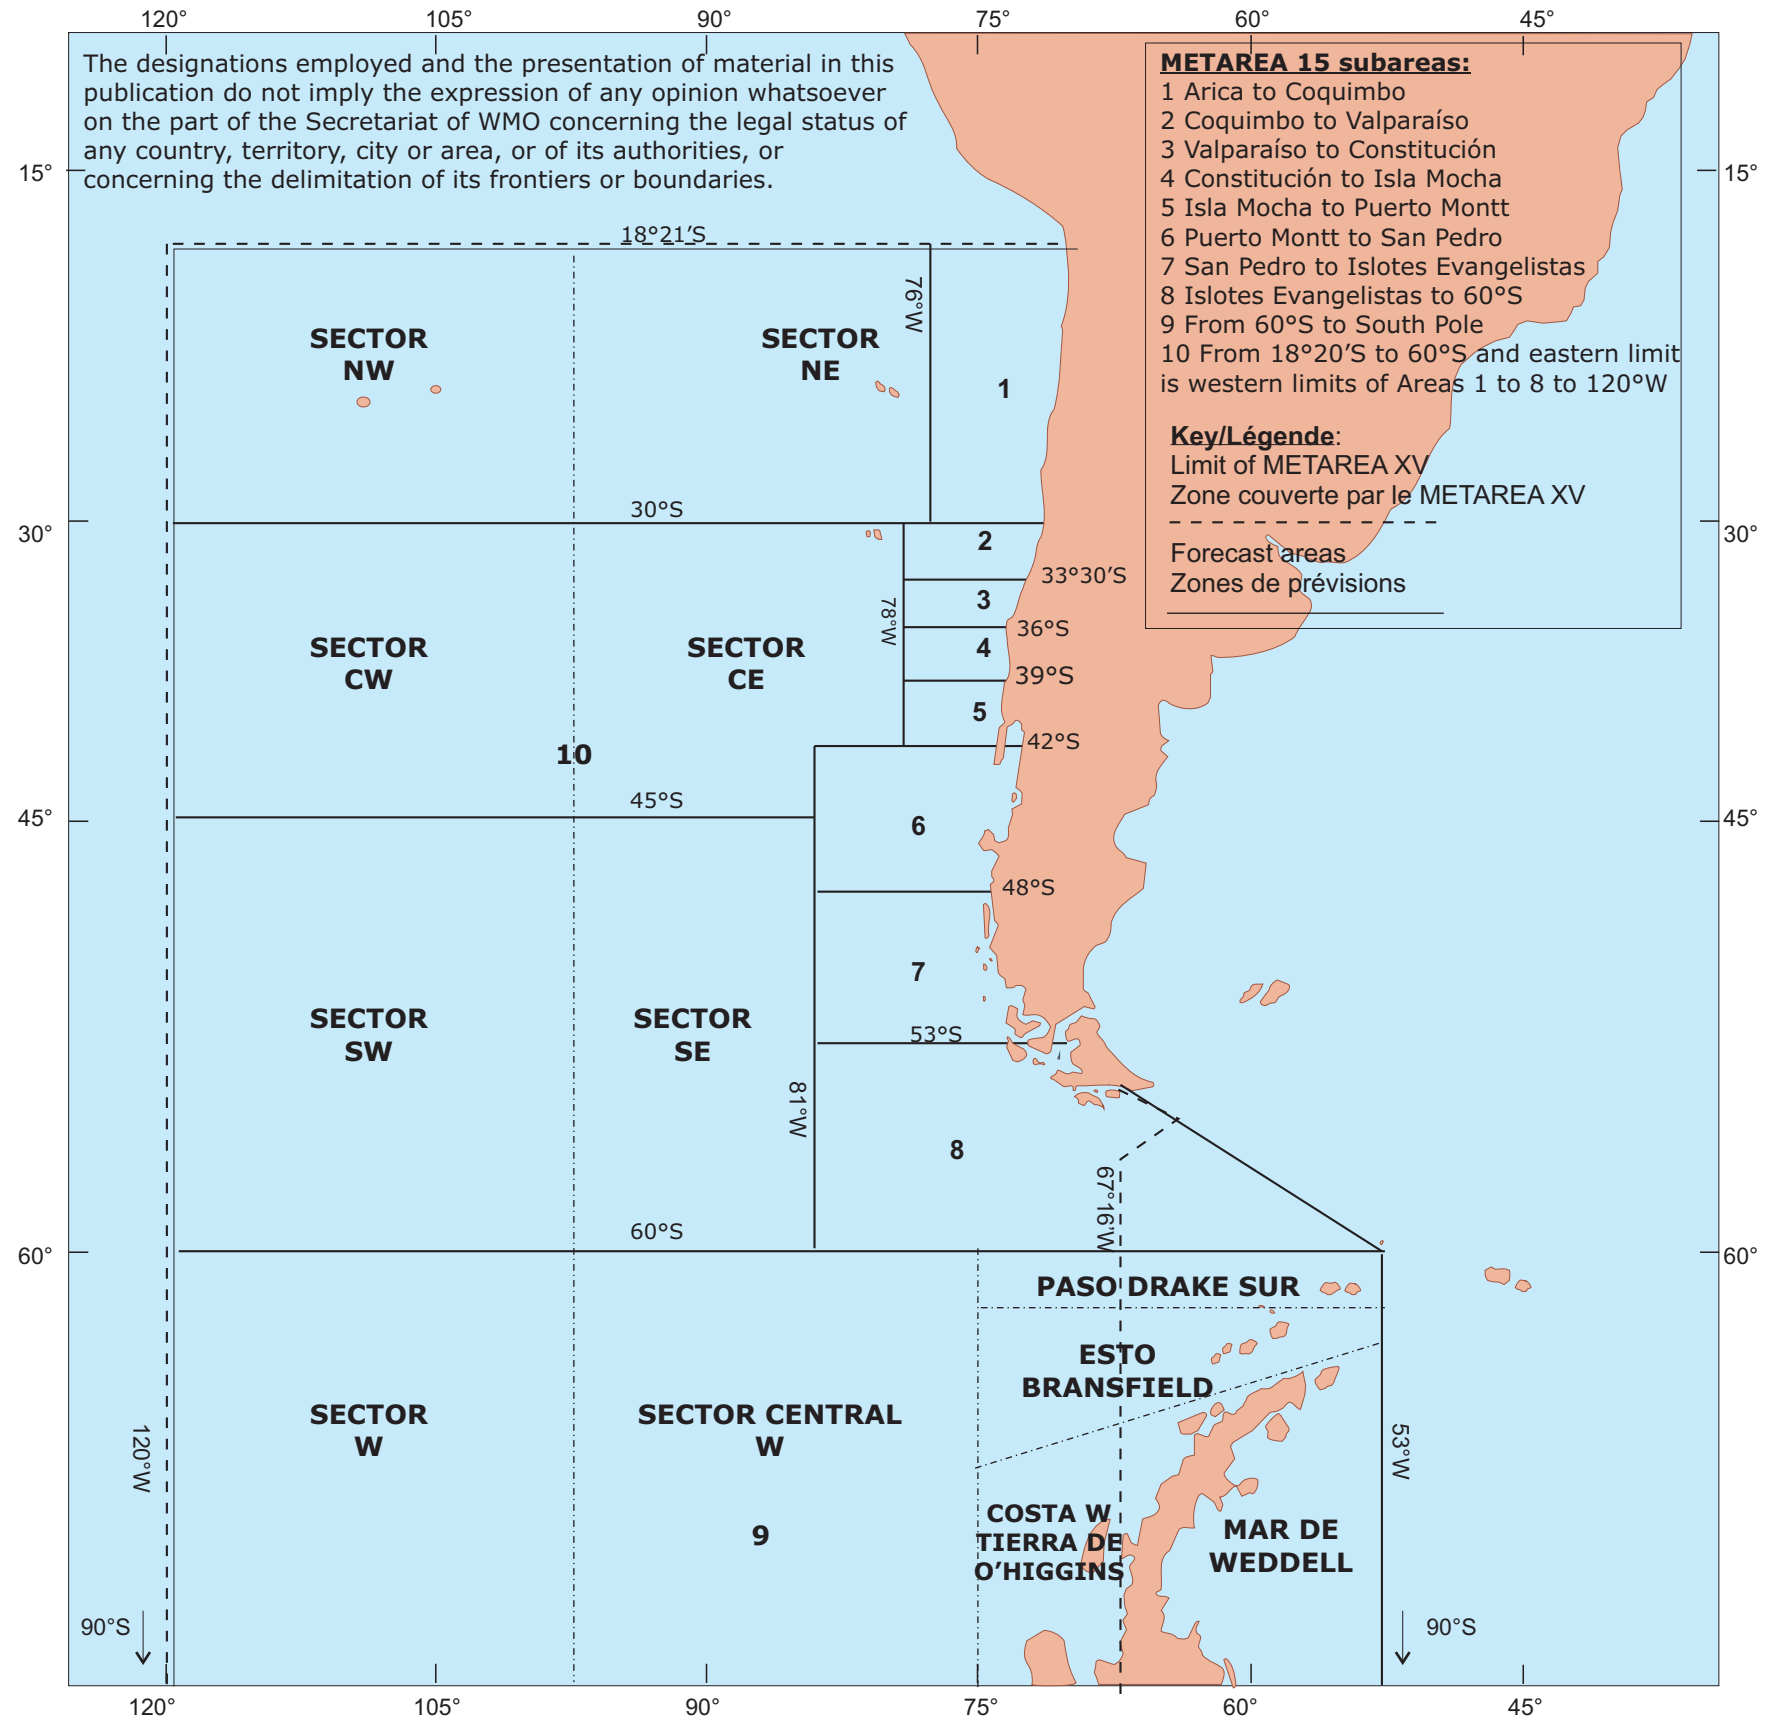 120°
105°
90°
75°
60°
45°
The designations employed and the presentation of material in this
publication do not imply the expression of any opinion whatsoever
on the part of the Secretariat of WMO concerning the legal status of
any country, territory, city or area, or of its authorities, or
concerning the delimitation of its frontiers or boundaries.
METAREA 15 subareas:
1 Arica to Coquimbo
2 Coquimbo to Valparaíso
3 Valparaíso to Constitución
4 Constitución to Isla Mocha
5 Isla Mocha to Puerto Montt
6 Puerto Montt to San Pedro
7 San Pedro to Islotes Evangelistas
8 Islotes Evangelistas to 60°S
9 From 60°S to South Pole
10 From 18°20’S to 60°S and eastern limit
is western limits of Areas 1 to 8 to 120°W
Key/Légende:
Limit of METAREA XV
Zone couverte par le METAREA XV
Forecast areas
Zones de prévisions
15°
15°
18°21’S
76°W
SECTOR
NW
SECTOR
NE
1
30°S
30°
30°
2
33°30’S
3
78°W
36°S
4
39°S
5
42°S
SECTOR
CW
SECTOR
CE
10
45°S
45°
45°
6
48°S
7
SECTOR
SW
SECTOR
SE
53°S
81°W
8
67°16’W
60°S
60°
60°
PASO DRAKE SUR
ESTO
BRANSFIELD
SECTOR
W
SECTOR CENTRAL
W
120°W
53°W
9
COSTA W
TIERRA DE
O’HIGGINS
MAR DE
WEDDELL
90°S
90°S
120°
105°
90°
75°
60°
45°